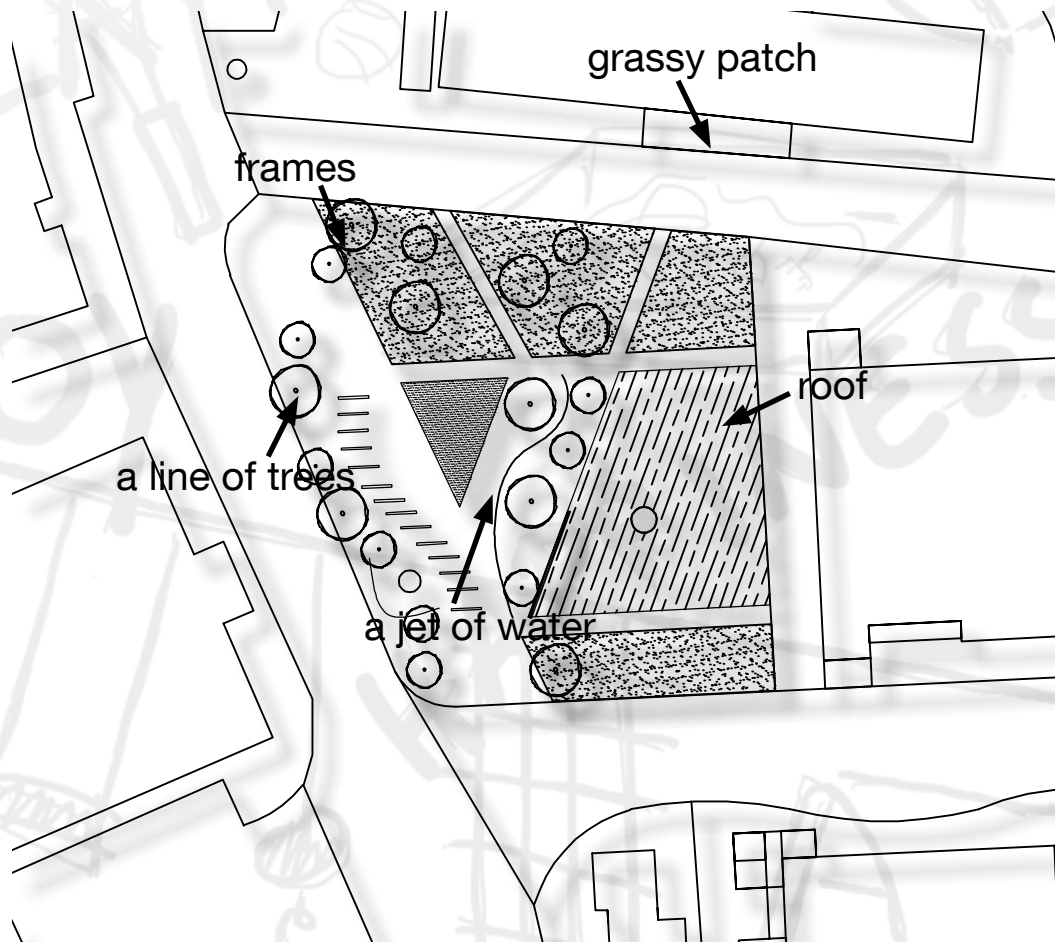 grassy patch
frames
roof
a line of trees
a jet of water